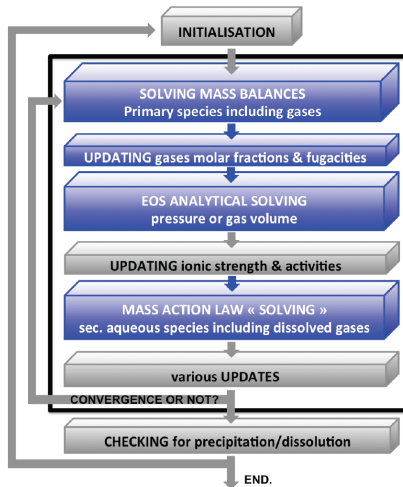 INITIALISATION
SOLVING MASS BALANCES
Primary species including gases
UPDATING gases molar fractions & fugacities
EOS ANALYTICAL SOLVING
pressure or gas volume
UPDATING ionic strength & activities
MASS ACTION LAW « SOLVING »
sec. aqueous species including dissolved gases
various UPDATES
CONVERGENCE OR NOT?
CHECKING for precipitation/dissolution
END.